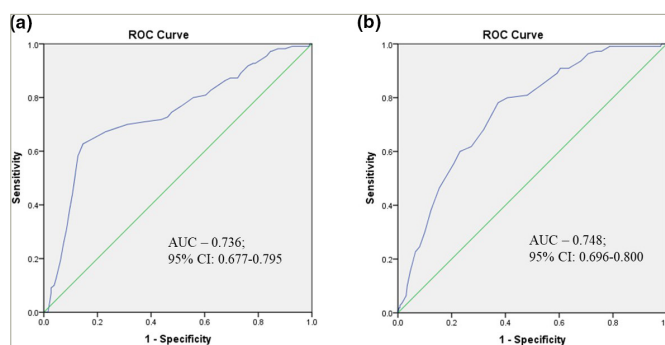 (a)
ROC Curve
1.0
0.8
0.6
0.4
0.2
0.0
0.0 0.2 0.4 0.6 0.8 1.0
Sensitivity
1 - Specificity
AUC – 0.736;
95% CI: 0.677-0.795
(b)
ROC Curve
1.0
0.8
0.6
0.4
0.2
0.0
0.0 0.2 0.4 0.6 0.8 1.0
Sensitivity
1 - Specificity
AUC – 0.748;
95% CI: 0.696-0.800